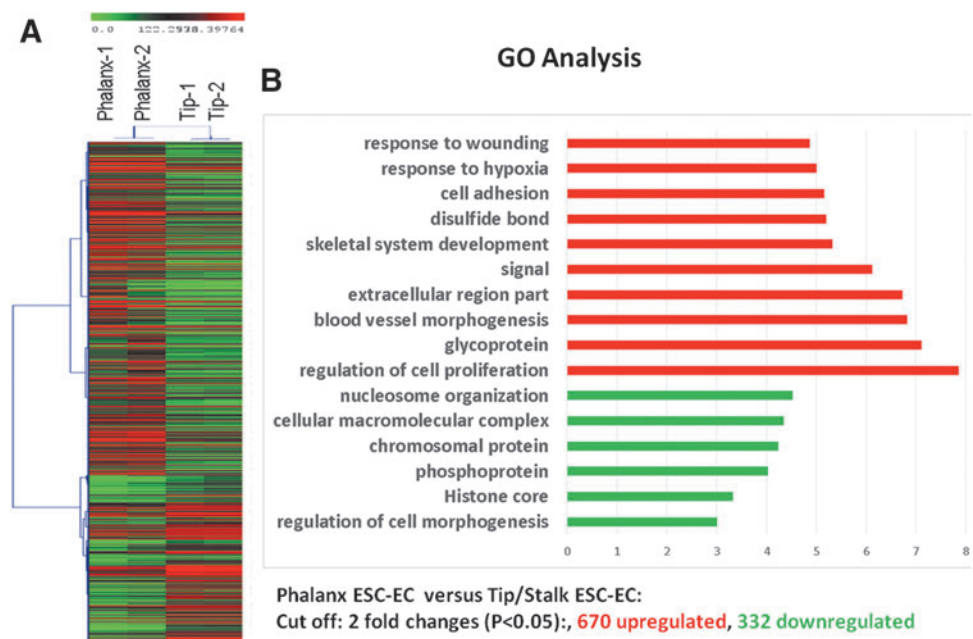 A
0.0
Phalanx-1
Phalanx-2
Tip-1
Tip-2
GO Analysis
B
response to wounding
response to hypoxia
cell adhesion
disulfide bond
skeletal system development
signal
extracellular region part
blood vessel morphogenesis
glycoprotein
regulation of cell proliferation
nucleosome organization
cellular macromolecular complex
chromosomal protein
phosphoprotein
Histone core
regulation of cell morphogenesis
0 1 2 3 4 5 6 7 8
Phalanx ESC-EC versus Tip/Stalk ESC-EC:
Cut off: 2 fold changes (P<0.05):, 670 upregulated, 332 downregulated